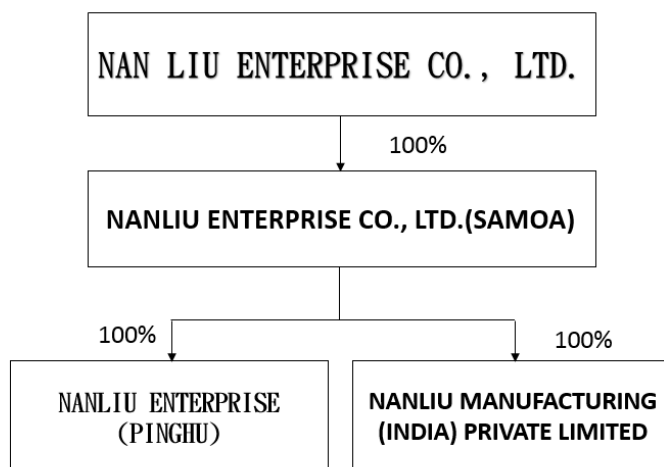 NAN LIU ENTERPRISE CO., LTD.
100%
NANLIU ENTERPRISE CO., LTD.(SAMOA)
100%
100%
NANLIU ENTERPRISE
(PINGHU)
NANLIU MANUFACTURING
(INDIA) PRIVATE LIMITED